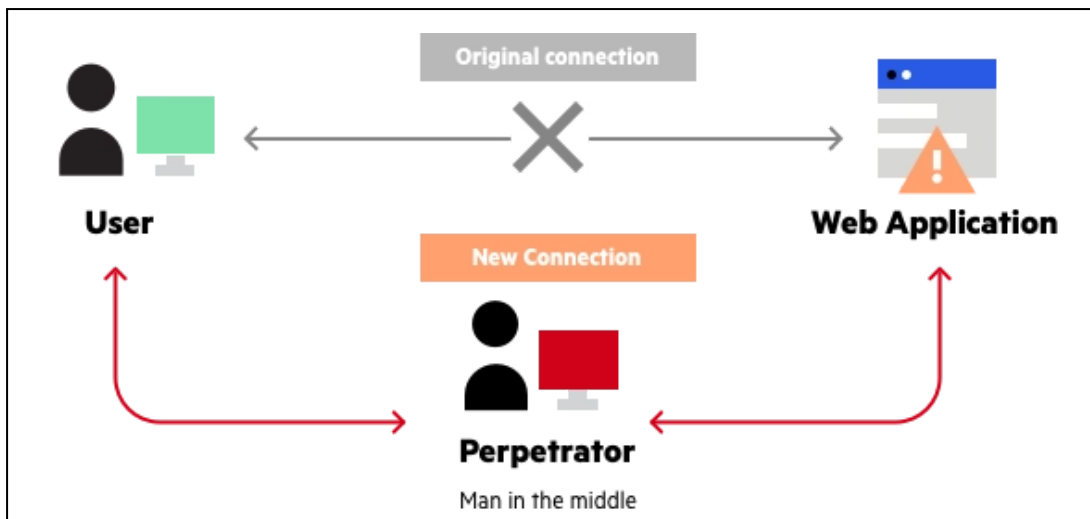 Original connection
User
Web Application
New Connection
Perpetrator
Man in the middle